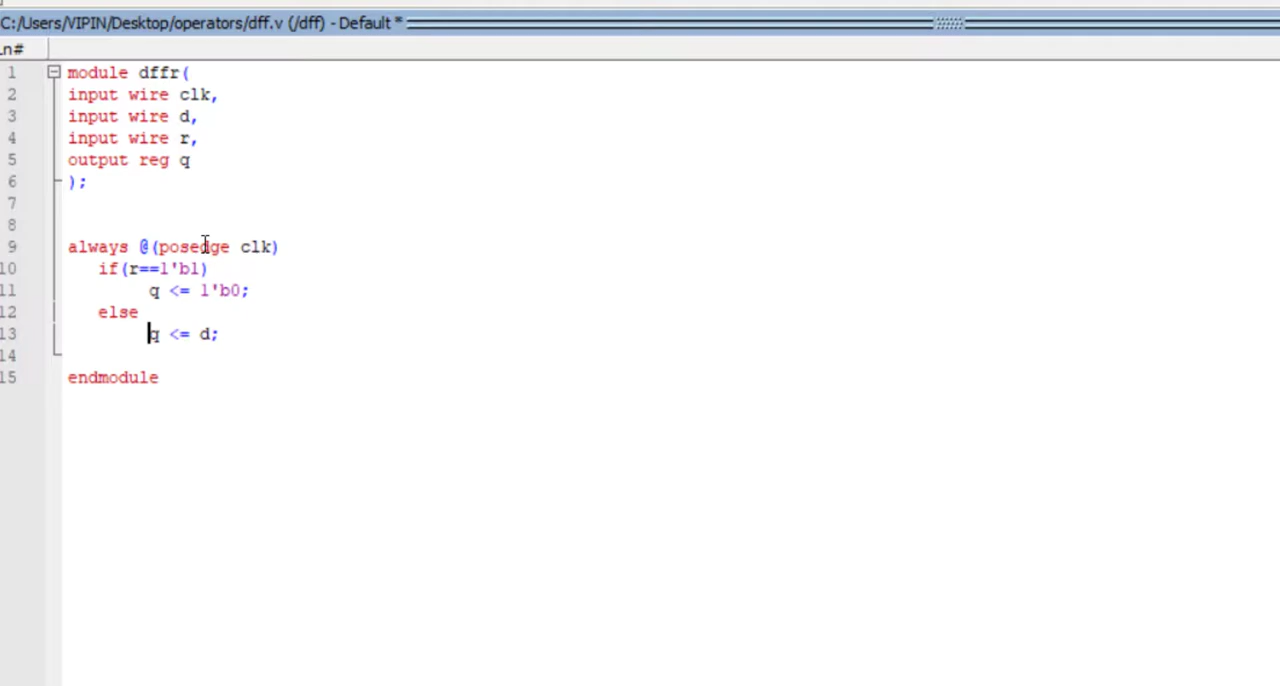 C:/Users/VIPIN/Desktop/operators/dff.v (/dff) - Default *
Ln#
1 module dffr(
2 input wire clk,
3 input wire d,
4 input wire r,
5 output reg q
6 );
7
8
9 always @(posedge clk)
10 if(r==1'b1)
11 q <= 1'b0;
12 else
13 q <= d;
14
15 endmodule